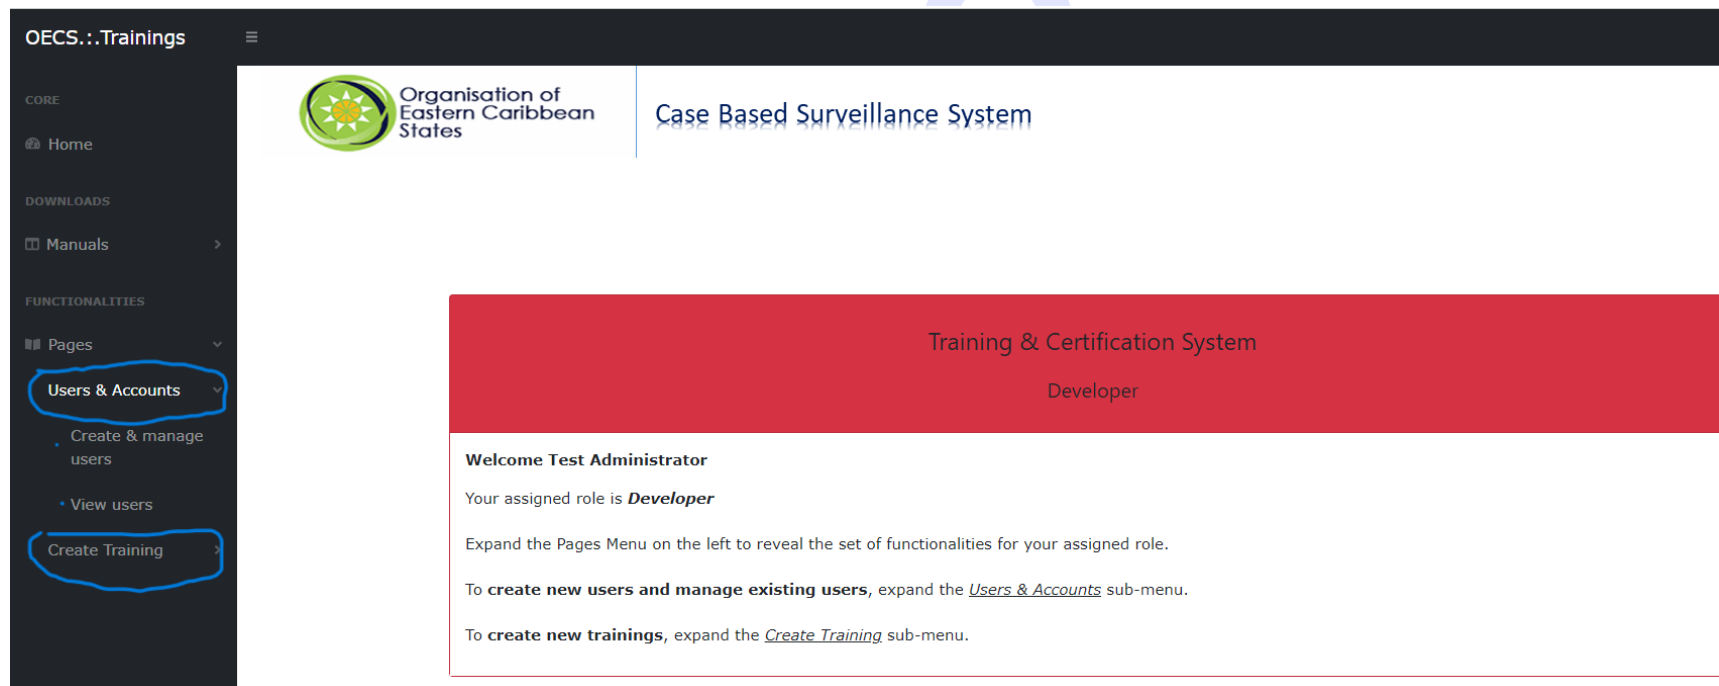 OECS.:.Trainings
CORE
Home
DOWNLOADS
Manuals
FUNCTIONALITIES
Pages
Users & Accounts
Create & manage
users
View users
Create Training
Organisation of
Eastern Caribbean
States
Case Based Surveillance System
Training & Certification System
Developer
Welcome Test Administrator
Your assigned role is Developer
Expand the Pages Menu on the left to reveal the set of functionalities for your assigned role.
To create new users and manage existing users, expand the Users & Accounts sub-menu.
To create new trainings, expand the Create Training sub-menu.